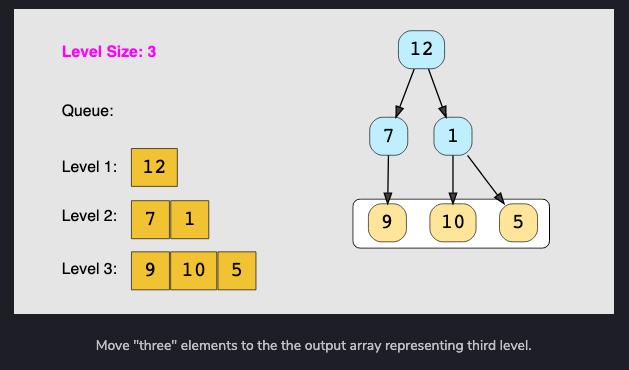 Level Size: 3
12
Queue:
7 1
Level 1: 12
Level 2: 7 1
9 10 5
Level 3: 9 10 5
Move "three" elements to the the output array representing third level.